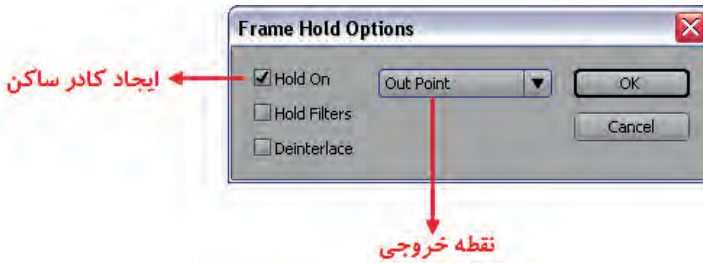 Frame Hold Options
Hold On
Out Point
OK
ایجاد کادر ساکن
Hold Filters
Cancel
Deinterlace
نقطه خروجی